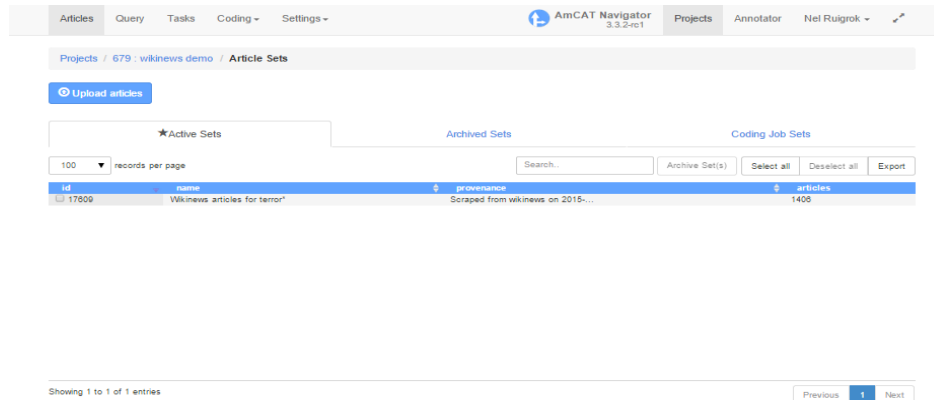 Articles Query Tasks Coding Settings AmCAT Navigator 3.3.2-rc1 Projects Annotator Nel Ruigrok
Projects / 679 : wikinews demo / Article Sets
Upload articles
★Active Sets Archived Sets Coding Job Sets
100 records per page Search.. Archive Set(s) Select all Deselect all Export
id name provenance articles
17609 Wikinews articles for terror* Scraped from wikinews on 2015-... 1406
Showing 1 to 1 of 1 entries Previous 1 Next